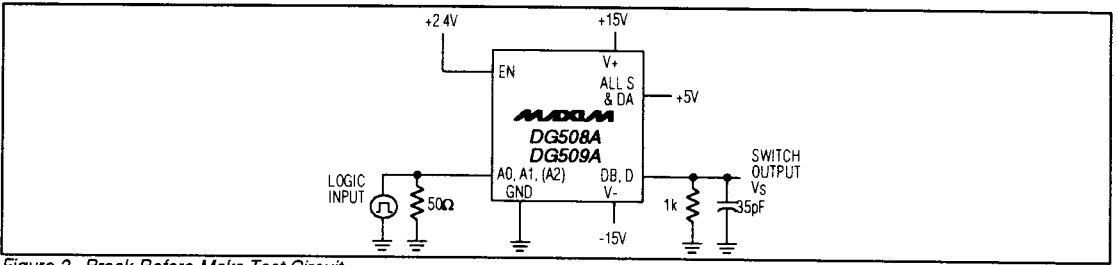 +2.4V
+15V
EN
V+
ALL S
& DA
+5V
MAXIM
DG508A
DG509A
LOGIC
INPUT
50Ω
A0, A1, (A2)
GND
DB, D
V-
-15V
1k
35pF
SWITCH
OUTPUT
VS
Figure 2. Break-Before-Make Test Circuit